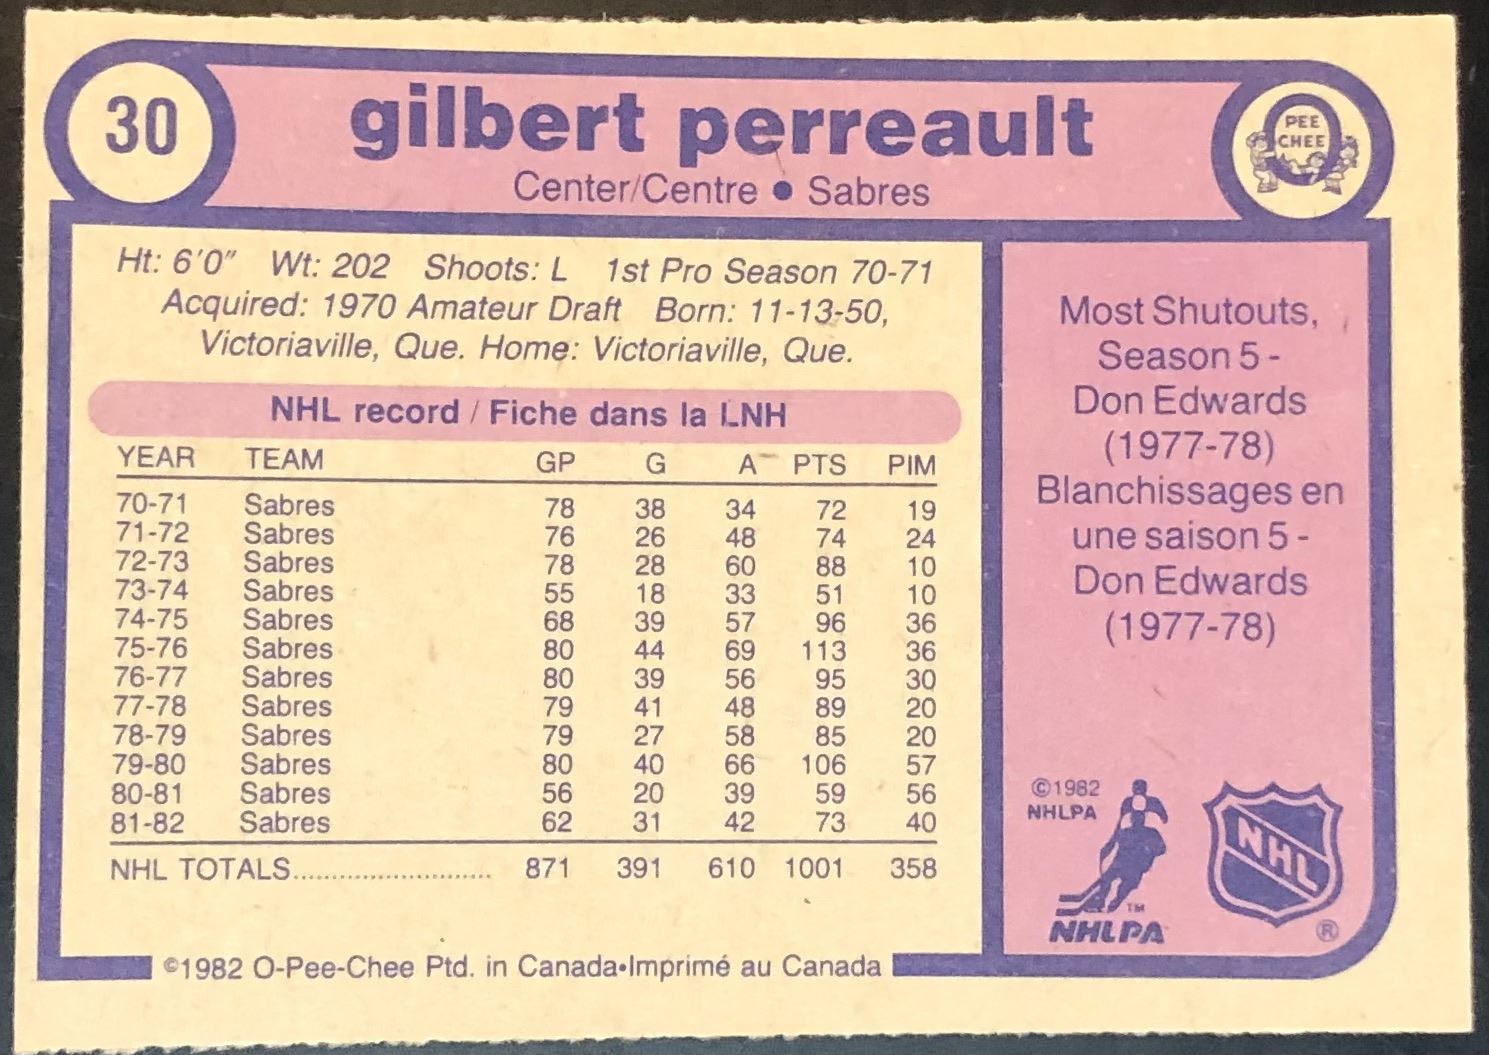 30
gilbert perreault
Center/Centre • Sabres
PEE
CHEE
Ht: 6'0" Wt: 202 Shoots: L 1st Pro Season 70-71
Acquired: 1970 Amateur Draft Born: 11-13-50,
Victoriaville, Que. Home: Victoriaville, Que.
NHL record / Fiche dans la LNH
YEAR TEAM GP G A PTS PIM
70-71 Sabres 78 38 34 72 19
71-72 Sabres 76 26 48 74 24
72-73 Sabres 78 28 60 88 10
73-74 Sabres 55 18 33 51 10
74-75 Sabres 68 39 57 96 36
75-76 Sabres 80 44 69 113 36
76-77 Sabres 80 39 56 95 30
77-78 Sabres 79 41 48 89 20
78-79 Sabres 79 27 58 85 20
79-80 Sabres 80 40 66 106 57
80-81 Sabres 56 20 39 59 56
81-82 Sabres 62 31 42 73 40
NHL TOTALS........................... 871 391 610 1001 358
©1982 O-Pee-Chee Ptd. in Canada•Imprimé au Canada
Most Shutouts,
Season 5 -
Don Edwards
(1977-78)
Blanchissages en
une saison 5 -
Don Edwards
(1977-78)
©1982
NHLPA
TM
NHLPA
NHL
®